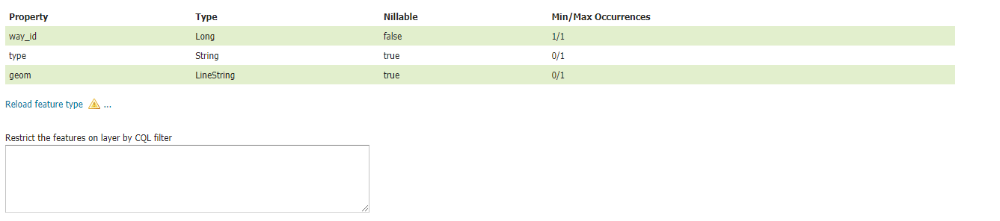 Property Type Nillable Min/Max Occurrences
way_id Long false 1/1
type String true 0/1
geom LineString true 0/1
Reload feature type ...
Restrict the features on layer by CQL filter